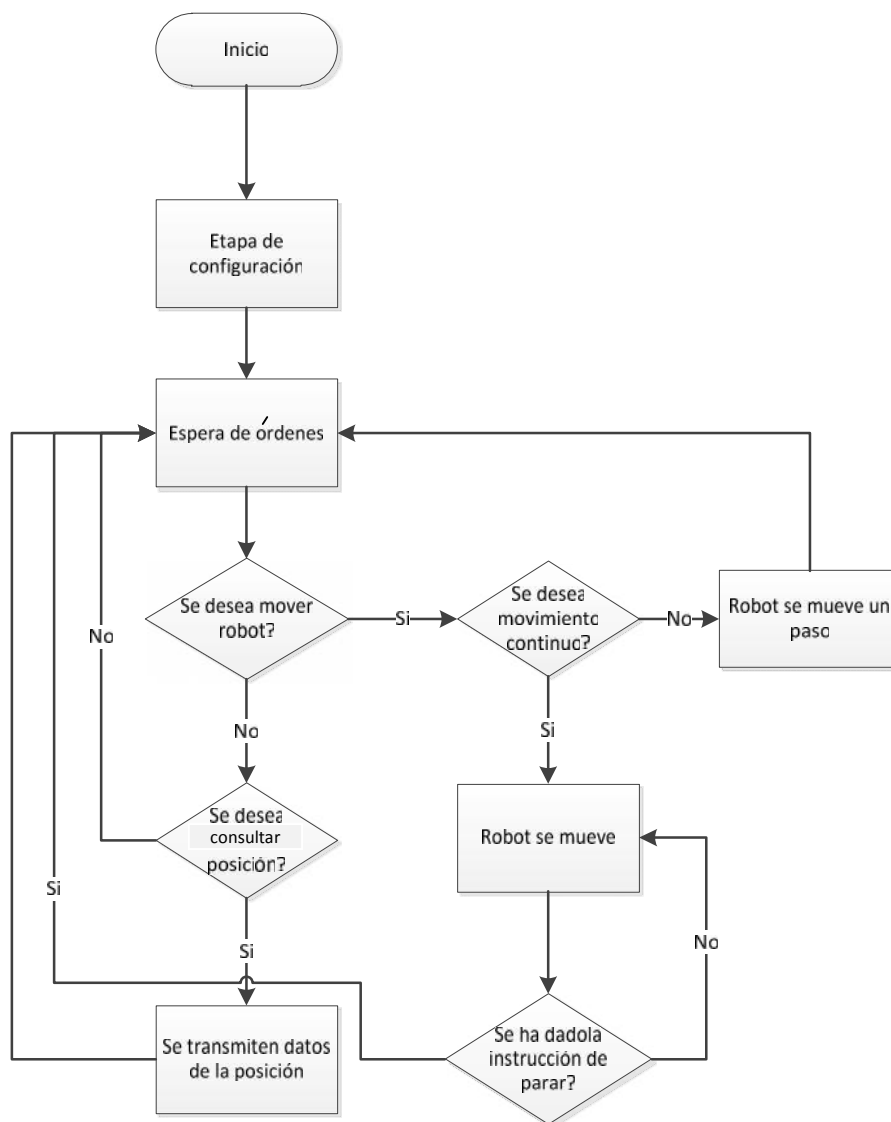 Inicio
Etapa de
configuración
Espera de órdenes
Se desea mover
robot?
Si
Se desea
movimiento
continuo?
No
Robot se mueve un
paso
No
No
Si
Se desea
consultar
posición?
Robot se mueve
Si
Si
No
Se transmiten datos
de la posición
Se ha dadola
instrucción de
parar?